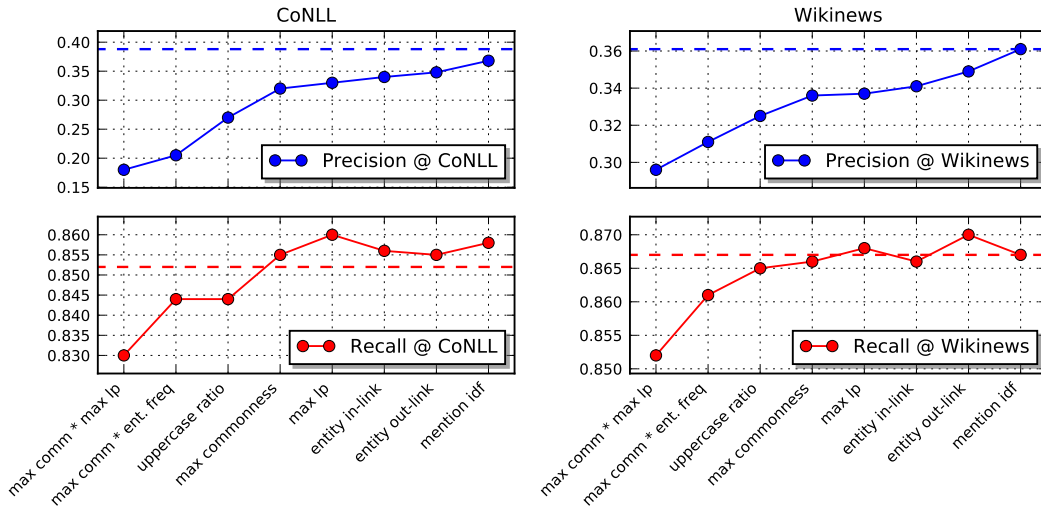 CoNLL
0.40
0.35
0.30
0.25
0.20
0.15
Precision @ CoNLL
Wikinews
0.36
0.34
0.32
0.30
Precision @ Wikinews
0.860
0.855
0.850
0.845
0.840
0.835
0.830
Recall @ CoNLL
0.870
0.865
0.860
0.855
0.850
Recall @ Wikinews
max comm * max lp
max comm * ent. freq
uppercase ratio
max commonness
max lp
entity in-link
entity out-link
mention idf
max comm * max lp
max comm * ent. freq
uppercase ratio
max commonness
max lp
entity in-link
entity out-link
mention idf